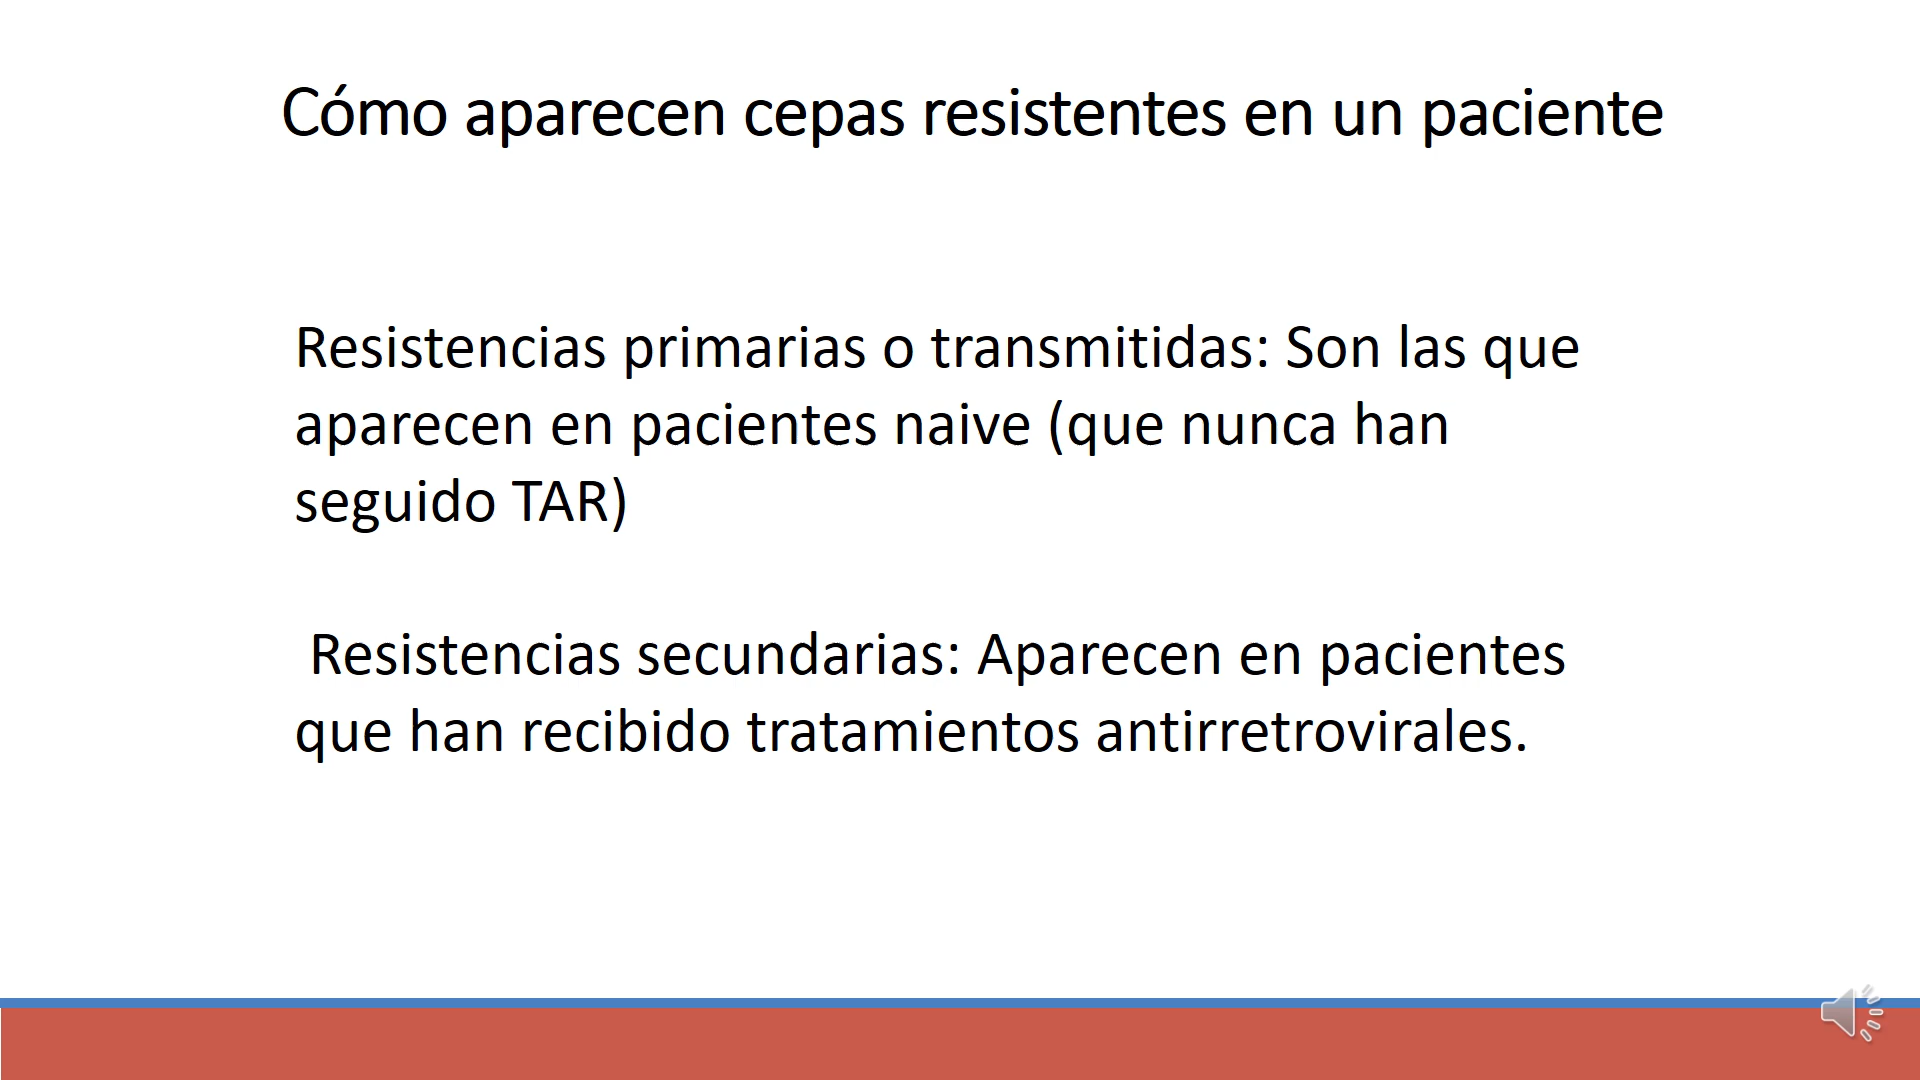 Cómo aparecen cepas resistentes en un paciente
Resistencias primarias o transmitidas: Son las que
aparecen en pacientes naive (que nunca han
seguido TAR)
Resistencias secundarias: Aparecen en pacientes
que han recibido tratamientos antirretrovirales.